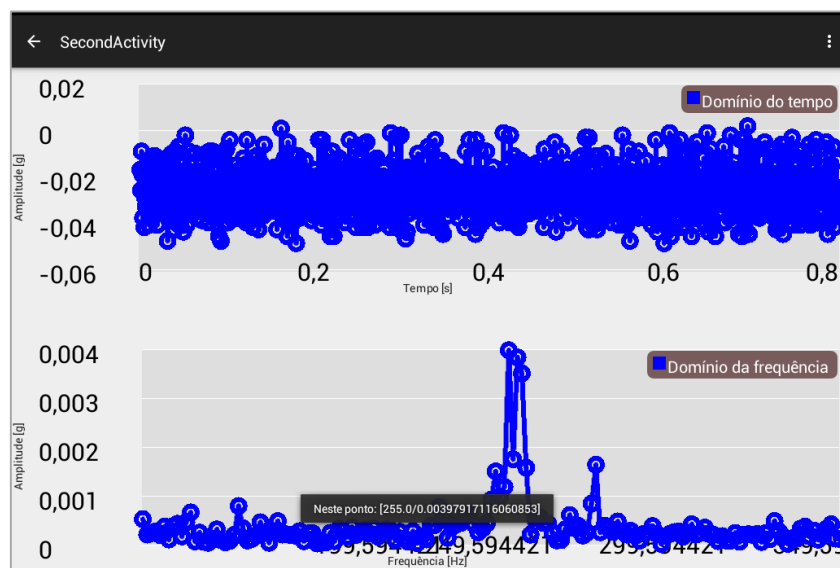 SecondActivity
0,02
Domínio do tempo
0
-0,02
-0,04
-0,06
Amplitude [g]
0 0,2 0,4 0,6 0,8
Tempo [s]
0,004
Domínio da frequência
0,003
0,002
0,001
0
Amplitude [g]
Neste ponto: [255.0/0.00397917116060853]
249,594421
Frequência [Hz]